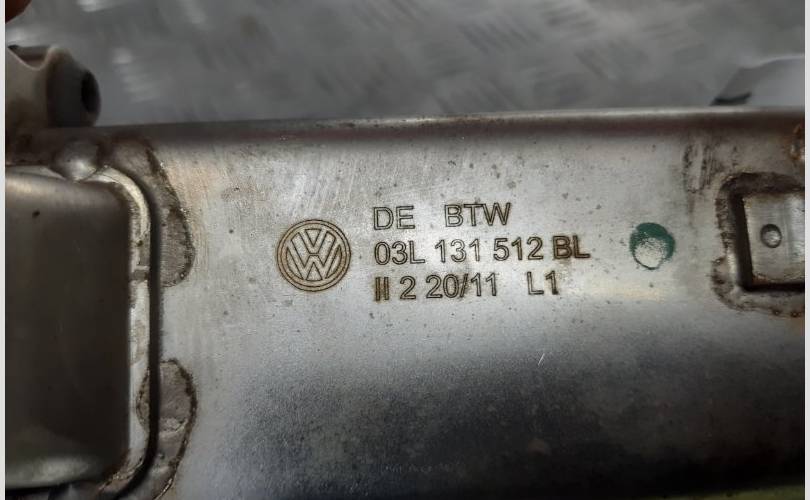 DE BTW
03L 131 512 BL
II 2 20/11 L1